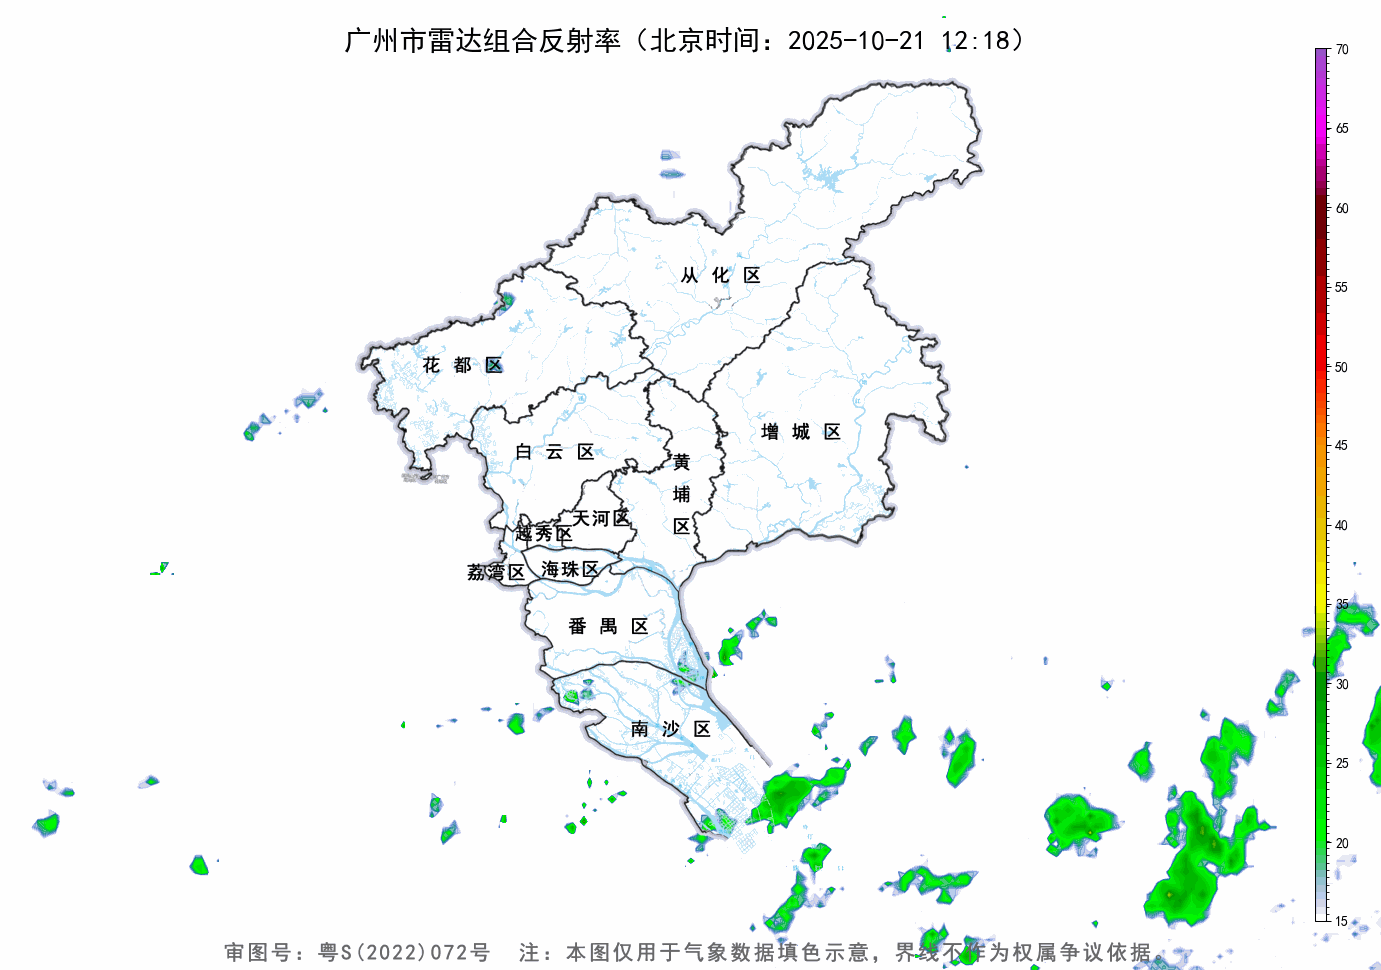 广州市雷达组合反射率（北京时间：2025-10-21 12:18）
70
65
60
55
50
45
40
35
30
25
20
15
从化区
花都区
增城区
白云区
黄埔区
天河区
越秀区
荔湾区
海珠区
番禺区
南沙区
审图号：粤S(2022)072号 注：本图仅用于气象数据填色示意，界线不作为权属争议依据。